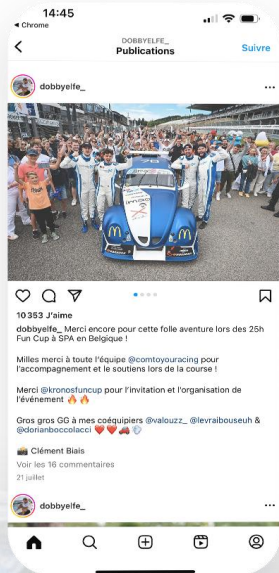 14:45
Chrome
DOBBYELFE_
Publications
Suivre
dobbyelfe_
10 353 J'aime
dobbyelfe_ Merci encore pour cette folle aventure lors des 25h
Fun Cup à SPA en Belgique !
Milles merci à toute l'équipe @comtoyouracing pour
l'accompagnement et le soutiens lors de la course !
Merci @kronosfuncup pour l'invitation et l'organisation de
l'événement 🔥🔥
Gros gros GG à mes coéquipiers @valouzz_ @levraibouseuh &
@dorianboccolacci
Clément Biais
Voir les 16 commentaires
21 juillet
dobbyelfe_